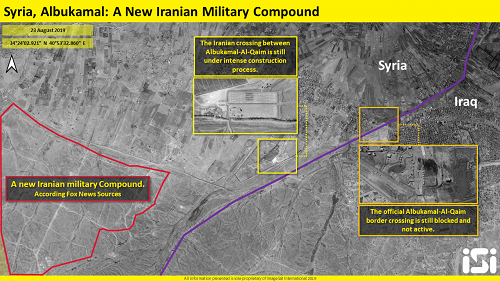 Syria, Albukamal: A New Iranian Military Compound
23 August 2019
34°24'02.921" N 40°53'32.860" E
The Iranian crossing between
Albukamal-Al-Qaim is still
under intense construction
process.
Syria
Iraq
A new Iranian military Compound.
According Fox News Sources
The official Albukamal-Al-Qaim
border crossing is still blocked and
not active.
iSi
All information presented is sole proprietary of ImageSat International 2019